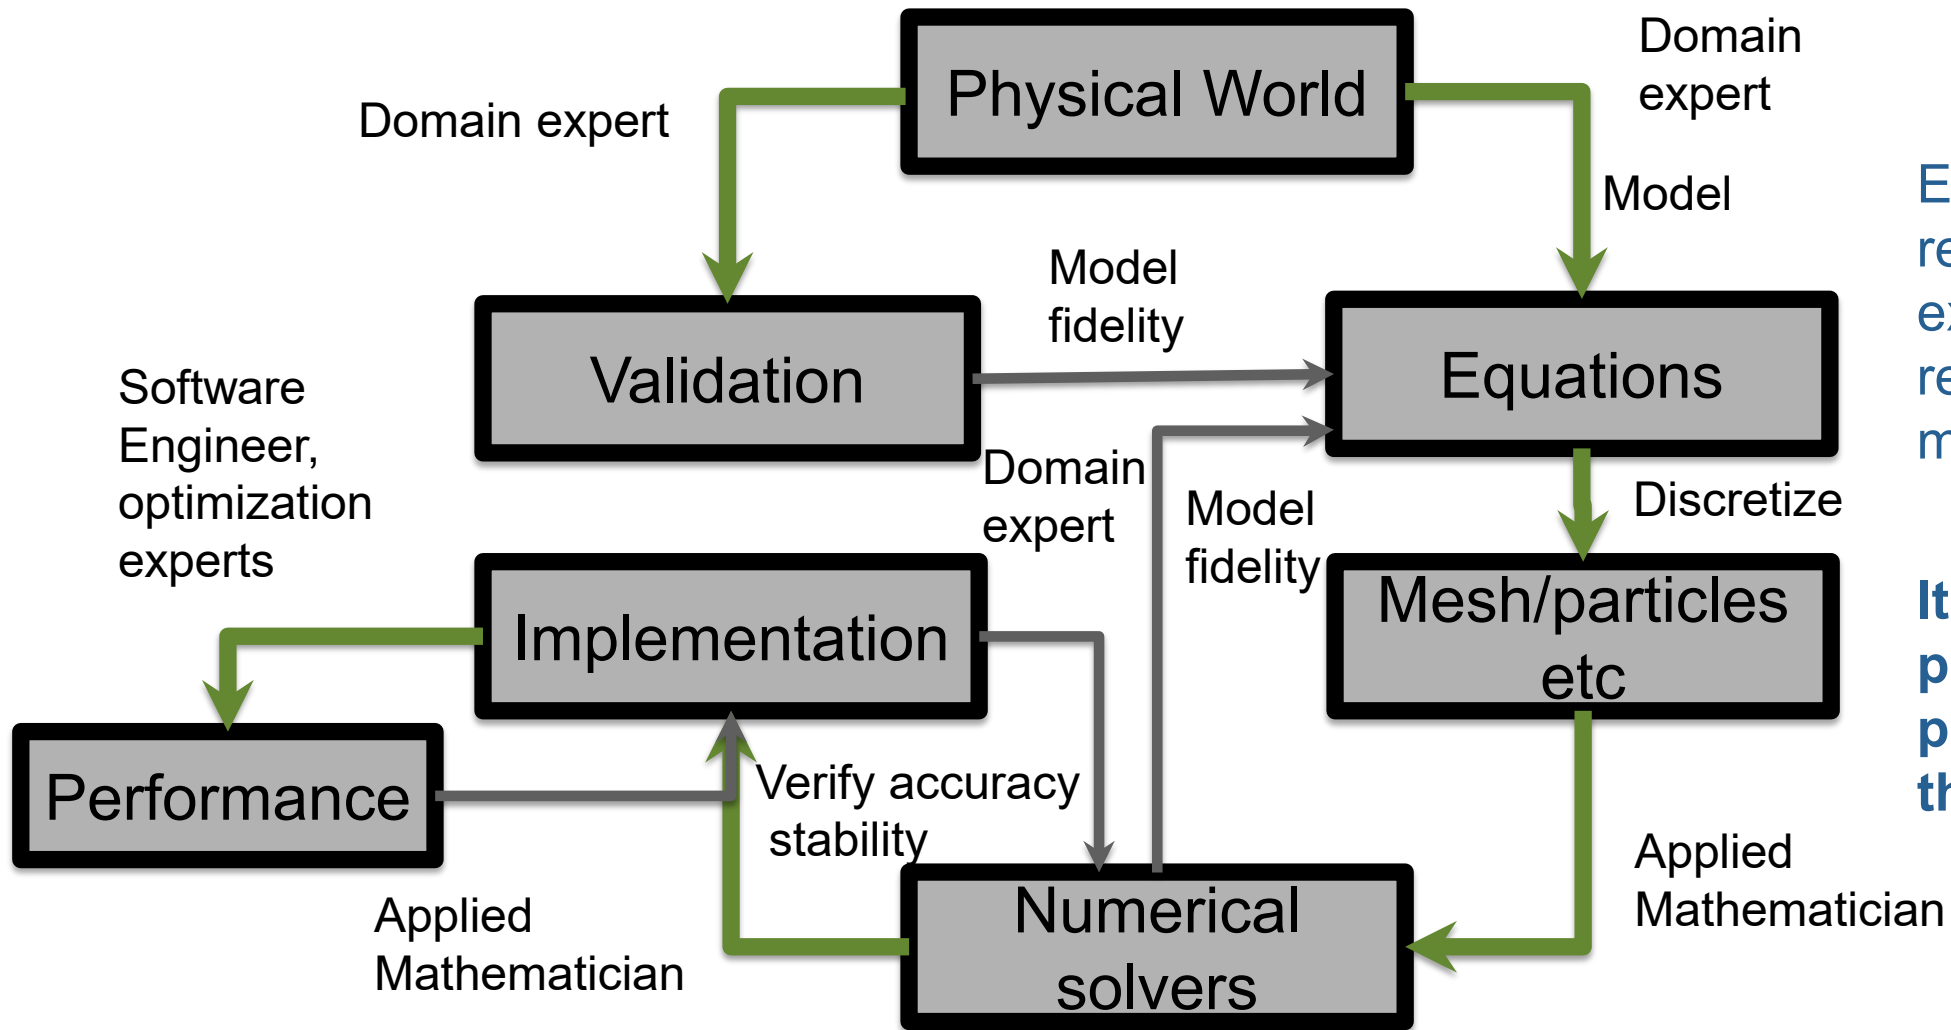 Physical World
Domain
expert
Domain expert
Model
Model
fidelity
Validation
Equations
Software
Engineer,
optimization
experts
Domain
expert
Model
fidelity
Discretize
Implementation
Mesh/particles
etc
Performance
Verify accuracy
stability
Applied
Mathematician
Numerical
solvers
Applied
Mathematician